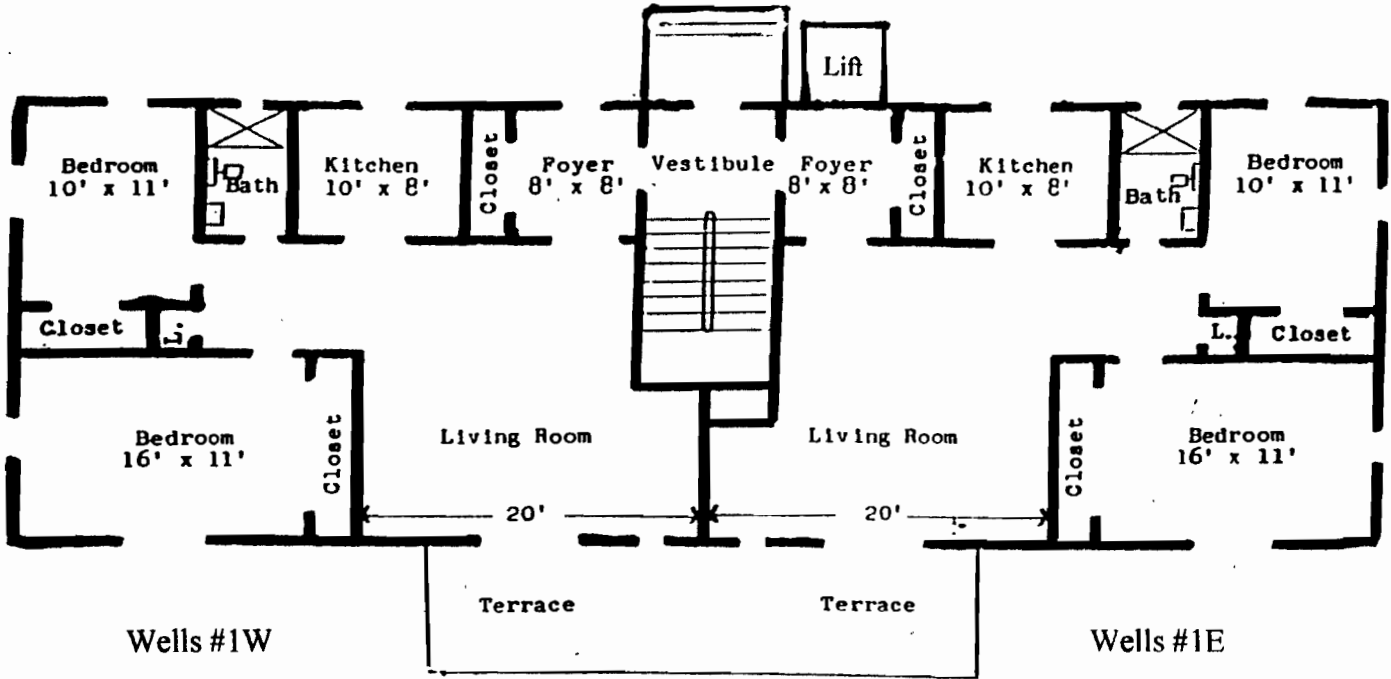 Lift
Bedroom
10' x 11'
Bath
Kitchen
10' x 8'
Closet
Foyer
8' x 8'
Vestibule
Foyer
8' x 8'
Closet
Kitchen
10' x 8'
Bath
Bedroom
10' x 11'
Closet
L.
L.
Closet
Bedroom
16' x 11'
Closet
Living Room
20'
Living Room
20'
Closet
Bedroom
16' x 11'
Terrace
Terrace
Wells #1W
Wells #1E